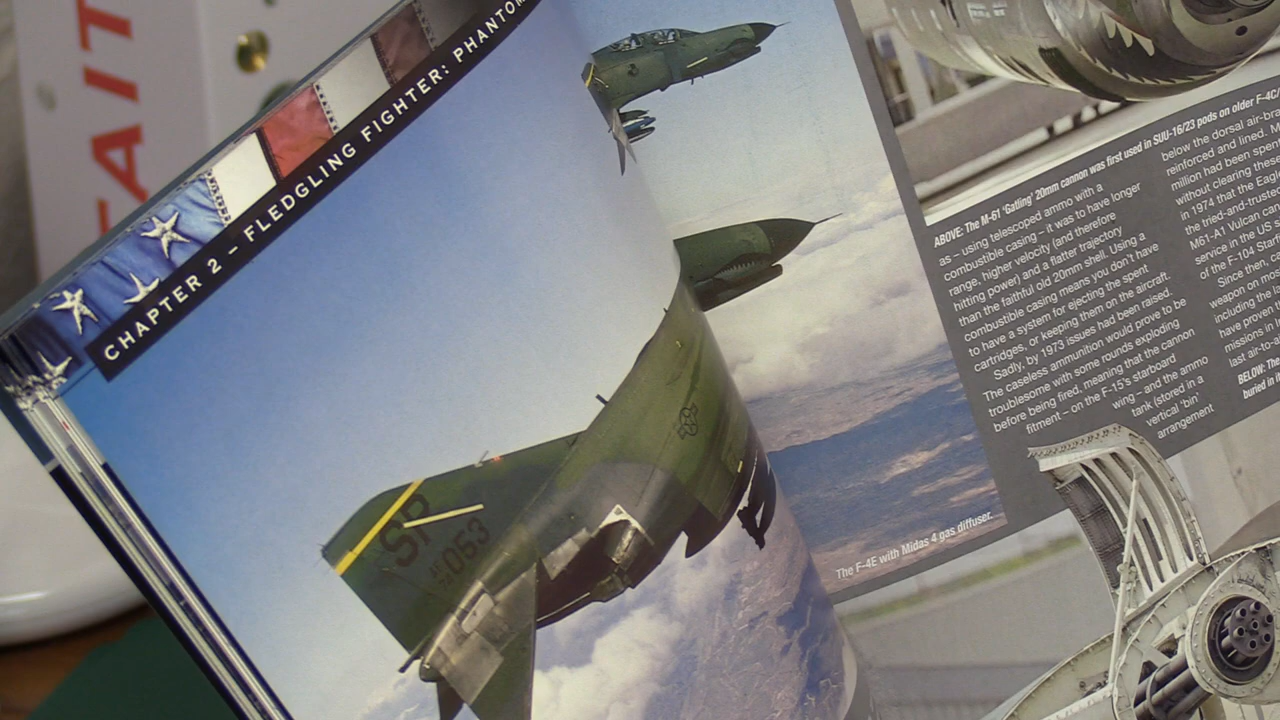 FAIT
CHAPTER 2 – FLEDGLING FIGHTER: PHANTOM
SP
053
The F-4E with Midas 4 gas diffuser.
ABOVE: The M-61 'Gatling' 20mm cannon was first used in SUU-16/23 pods on older F-4C/
as – using telescoped ammo with a
combustible casing – it was to have longer
range, higher velocity (and therefore
hitting power) and a flatter trajectory
than the faithful old 20mm shell. Using a
combustible casing means you don't have
to have a system for ejecting the spent
cartridges, or keeping them on the aircraft.
Sadly, by 1973 issues had been raised.
The caseless ammunition would prove to be
troublesome with some rounds exploding
before being fired, meaning that the cannon
fitment – on the F-15's starboard
wing – and the ammo
tank (stored in a
vertical 'bin'
arrangement
below the dorsal air-bra
reinforced and lined. M
million had been spent
without clearing these
in 1974 that the Eagle
the tried-and-trusted
M61-A1 Vulcan can
service in the US s
of the F-104 Starf
Since then, ca
weapon on mos
including the
have proven
missions in
last air-to-a
BELOW: The
buried in it